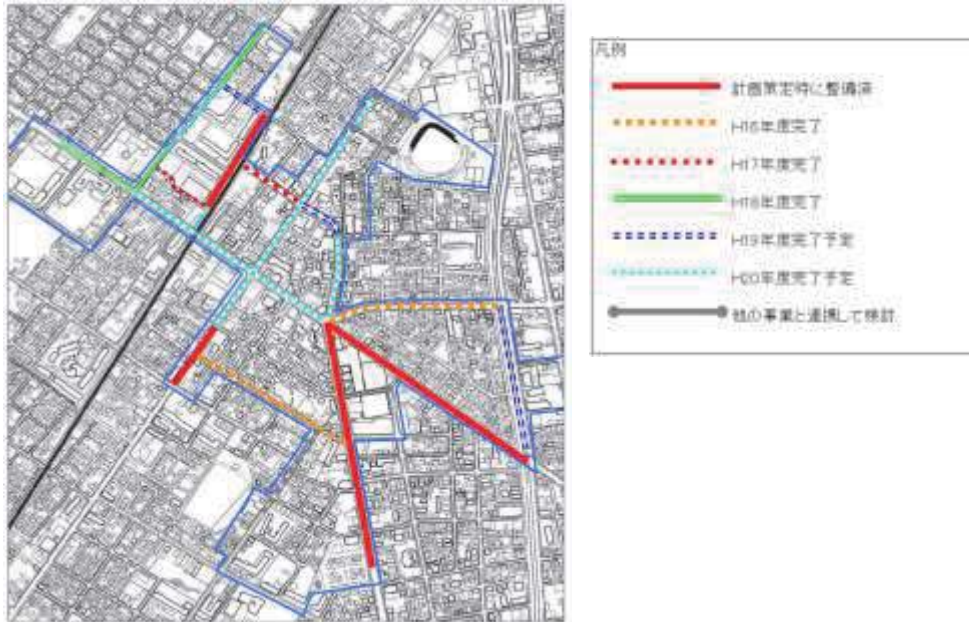 凡例
計画策定時に整備済
H16年度完了
H17年度完了
H18年度完了
H19年度完了予定
H20年度完了予定
他の事業と連携して検討